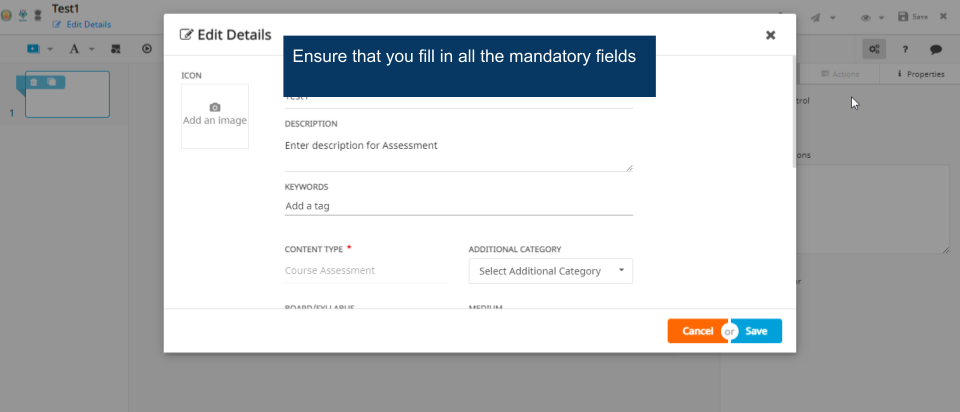 Test1
Edit Details
Save
Edit Details
Ensure that you fill in all the mandatory fields
ICON
Add an image
Test1
DESCRIPTION
Enter description for Assessment
KEYWORDS
Add a tag
CONTENT TYPE *
ADDITIONAL CATEGORY
Course Assessment
Select Additional Category
BOARD/SYLLABUS
MEDIUM
Cancel or Save
A
?
Actions
Properties
trol
ons
r
1